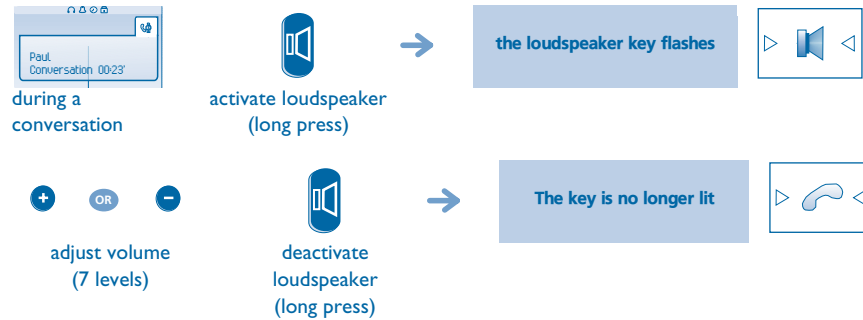 Paul
Conversation 00:23'
during a
conversation
activate loudspeaker
(long press)
the loudspeaker key flashes
+ OR −
adjust volume
(7 levels)
deactivate
loudspeaker
(long press)
The key is no longer lit